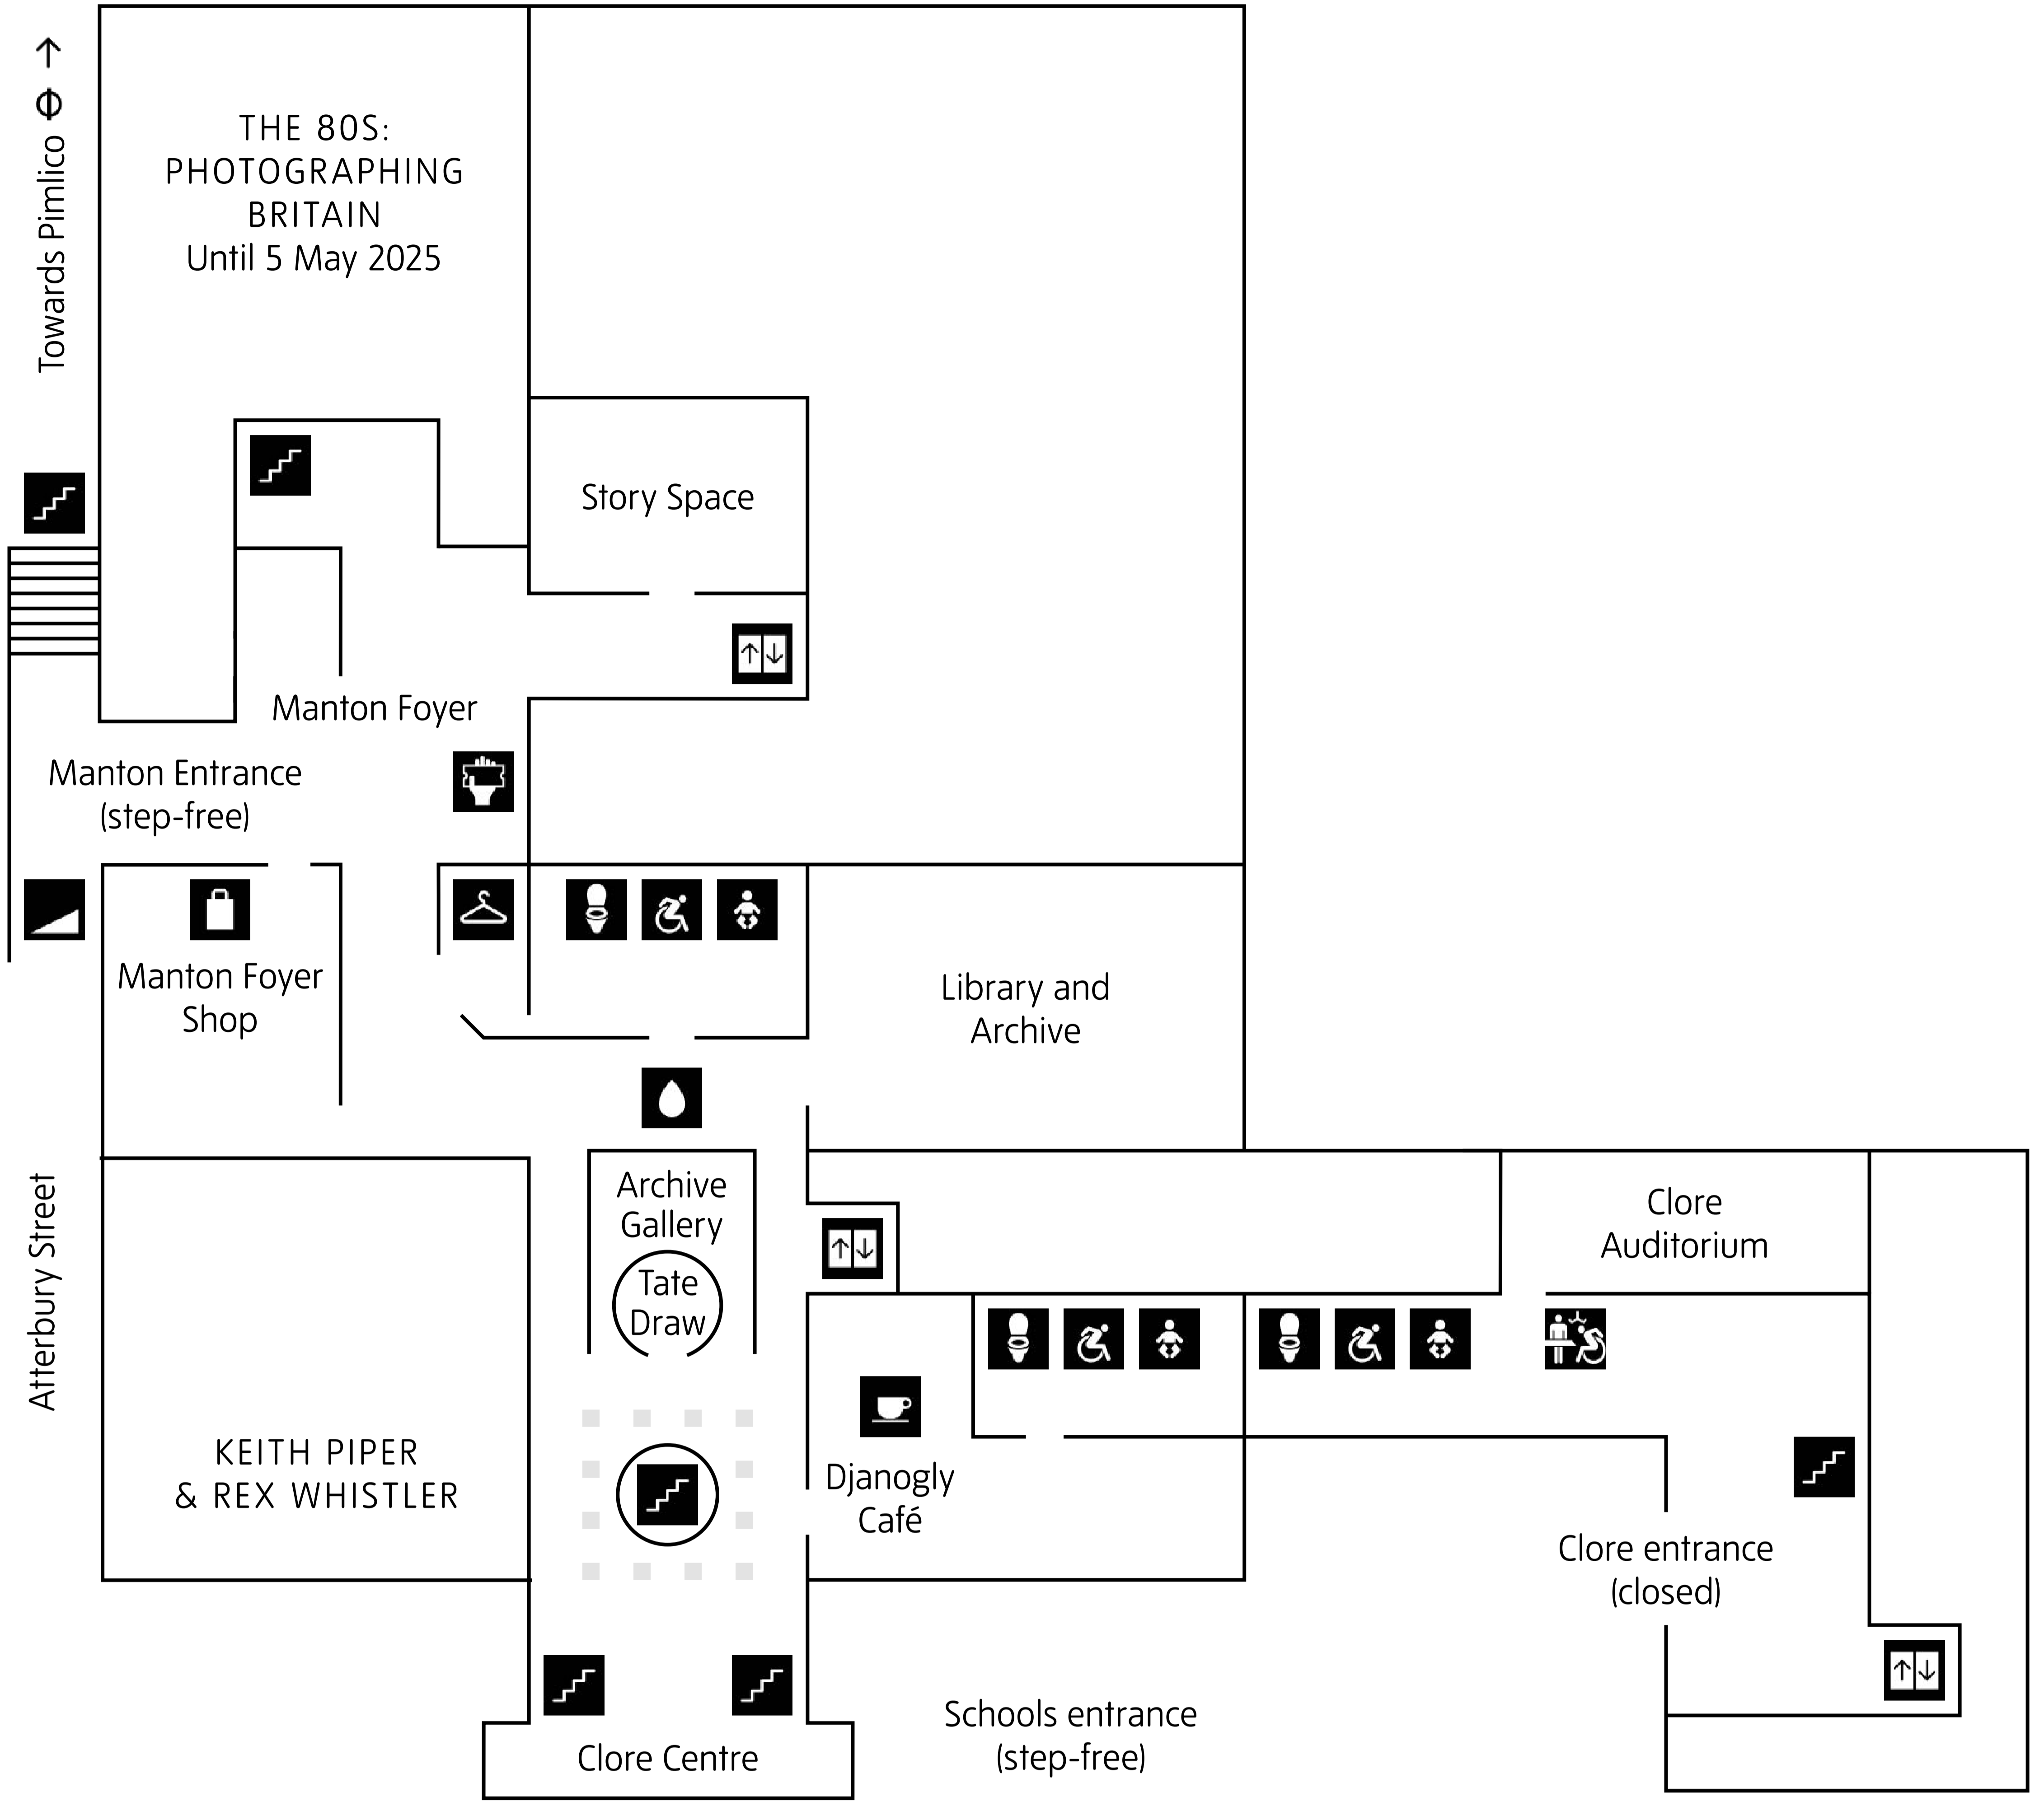 Towards Pimlico
THE 80S:
PHOTOGRAPHING
BRITAIN
Until 5 May 2025
Story Space
Manton Foyer
Manton Entrance
(step-free)
Manton Foyer
Shop
Library and
Archive
Atterbury Street
Archive
Gallery
Tate
Draw
Clore
Auditorium
KEITH PIPER
& REX WHISTLER
Djanogly
Café
Clore entrance
(closed)
Clore Centre
Schools entrance
(step-free)